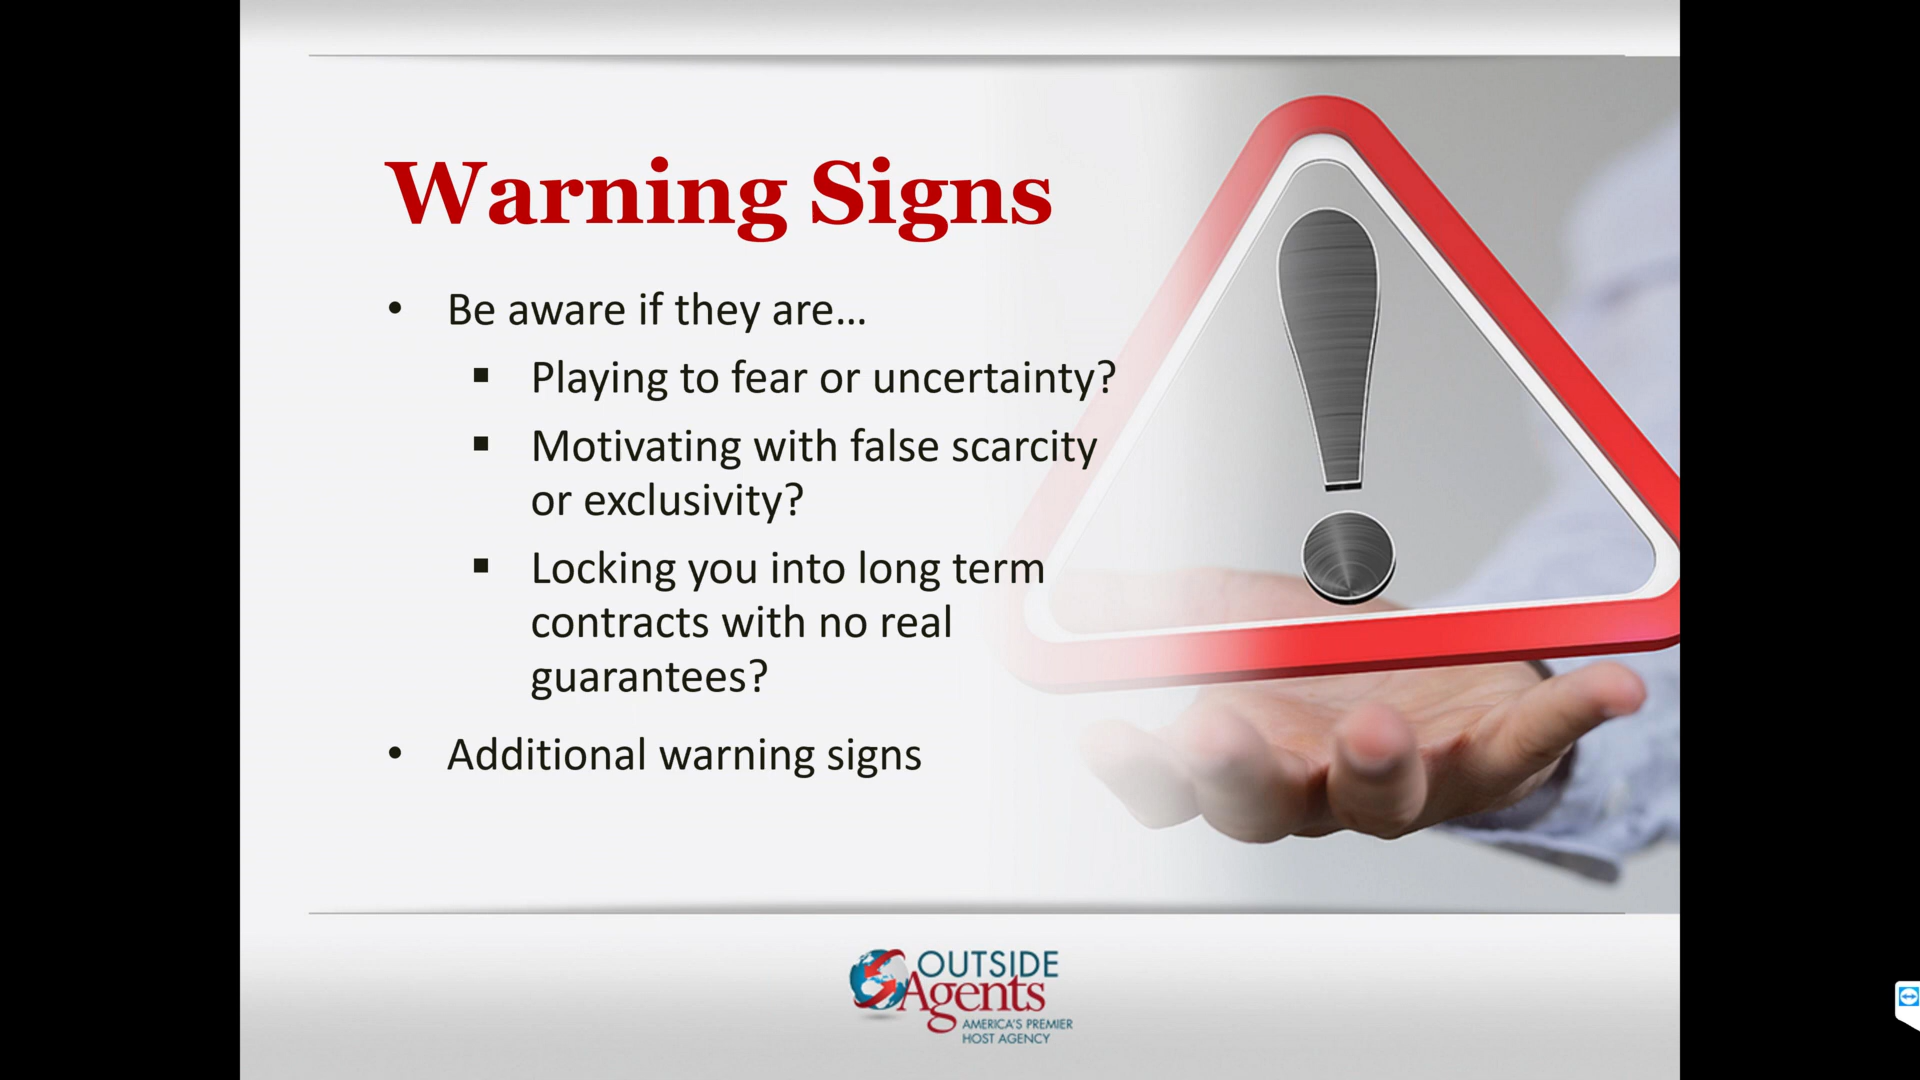 Warning Signs
• Be aware if they are...
▪ Playing to fear or uncertainty?
▪ Motivating with false scarcity
or exclusivity?
▪ Locking you into long term
contracts with no real
guarantees?
• Additional warning signs
OUTSIDE
Agents
AMERICA'S PREMIER
HOST AGENCY